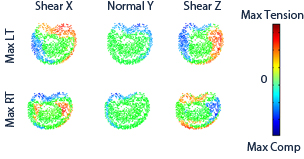 Shear X Normal Y Shear Z Max Tension
Max LT
0
Max RT
Max Comp